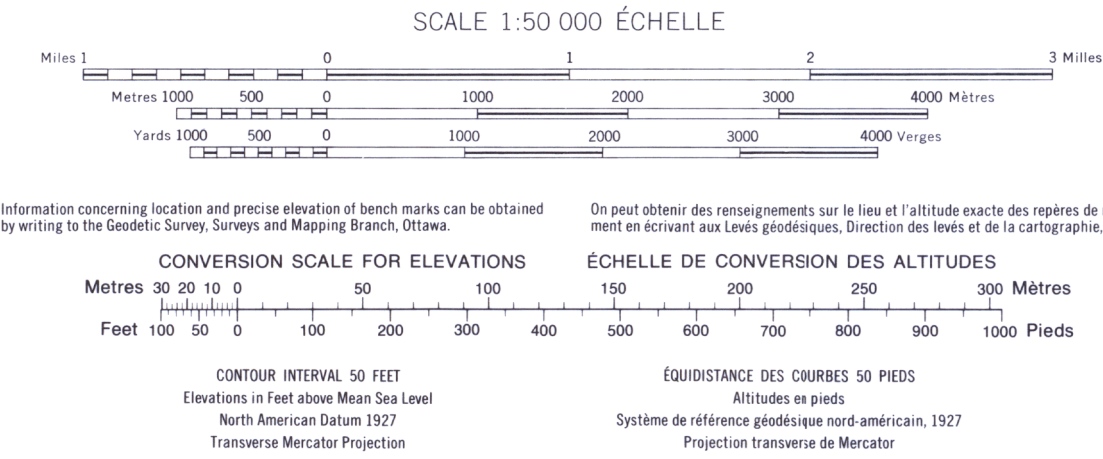 SCALE 1:50 000 ÉCHELLE
Miles 1 0 1 2 3 Milles
Metres 1000 500 0 1000 2000 3000 4000 Mètres
Yards 1000 500 0 1000 2000 3000 4000 Verges
Information concerning location and precise elevation of bench marks can be obtained
by writing to the Geodetic Survey, Surveys and Mapping Branch, Ottawa.
On peut obtenir des renseignements sur le lieu et l'altitude exacte des repères de
ment en écrivant aux Levés géodésiques, Direction des levés et de la cartographie,
CONVERSION SCALE FOR ELEVATIONS ÉCHELLE DE CONVERSION DES ALTITUDES
Metres 30 20 10 0 50 100 150 200 250 300 Mètres
Feet 100 50 0 100 200 300 400 500 600 700 800 900 1000 Pieds
CONTOUR INTERVAL 50 FEET
Elevations in Feet above Mean Sea Level
North American Datum 1927
Transverse Mercator Projection
ÉQUIDISTANCE DES COURBES 50 PIEDS
Altitudes en pieds
Système de référence géodésique nord-américain, 1927
Projection transverse de Mercator